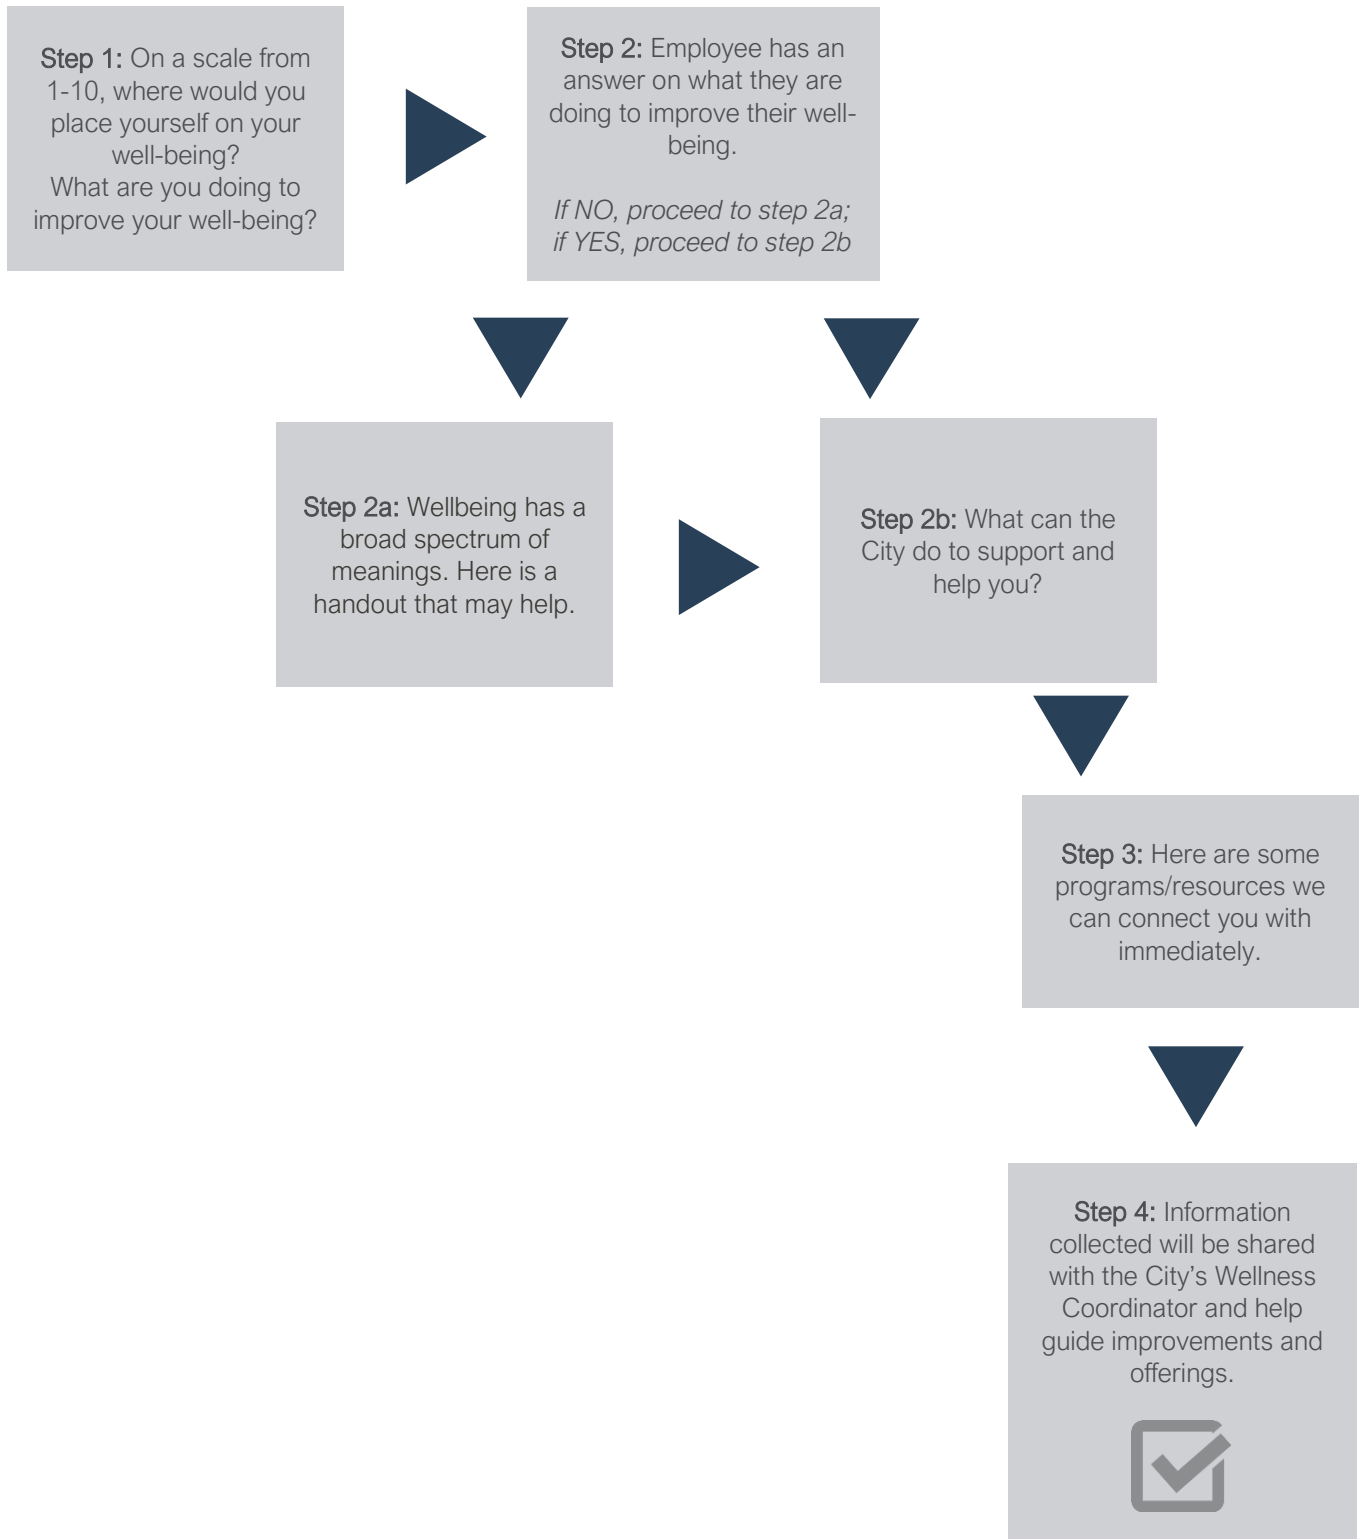 Step 1: On a scale from
1-10, where would you
place yourself on your
well-being?
What are you doing to
improve your well-being?
Step 2: Employee has an
answer on what they are
doing to improve their well-
being.
If NO, proceed to step 2a;
if YES, proceed to step 2b
Step 2a: Wellbeing has a
broad spectrum of
meanings. Here is a
handout that may help.
Step 2b: What can the
City do to support and
help you?
Step 3: Here are some
programs/resources we
can connect you with
immediately.
Step 4: Information
collected will be shared
with the City’s Wellness
Coordinator and help
guide improvements and
offerings.